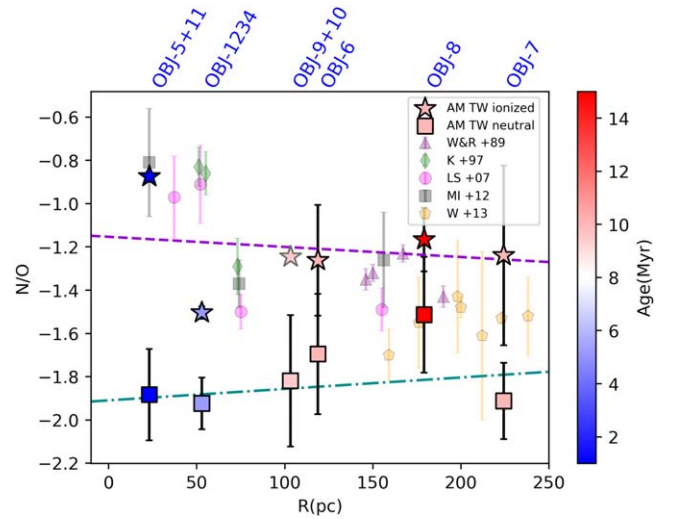 OBJ-5+11
OBJ-1234
OBJ-9+10
OBJ-6
OBJ-8
OBJ-7
AM TW ionized
AM TW neutral
W&R +89
K +97
LS +07
MI +12
W +13
−0.6
−0.8
−1.0
−1.2
−1.4
−1.6
−1.8
−2.0
−2.2
N/O
0
50
100
150
200
250
R(pc)
14
12
10
8
6
4
2
Age(Myr)